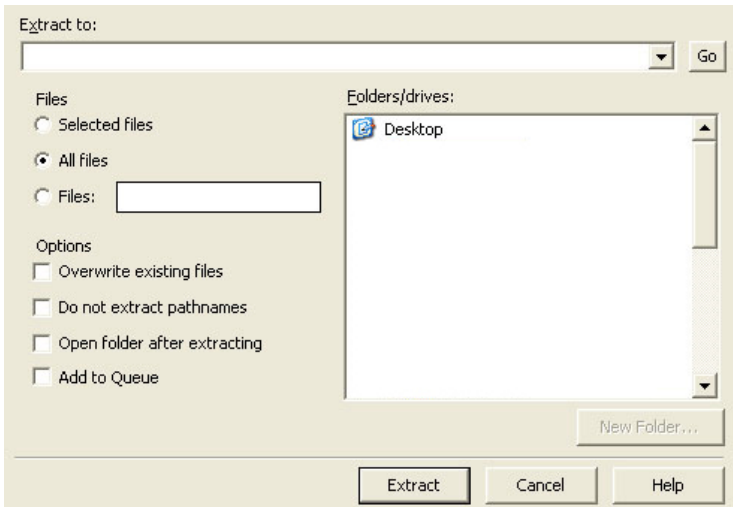 Extract to:
Go
Files
Selected files
All files
Files:
Options
Overwrite existing files
Do not extract pathnames
Open folder after extracting
Add to Queue
Folders/drives:
Desktop
New Folder...
Extract
Cancel
Help